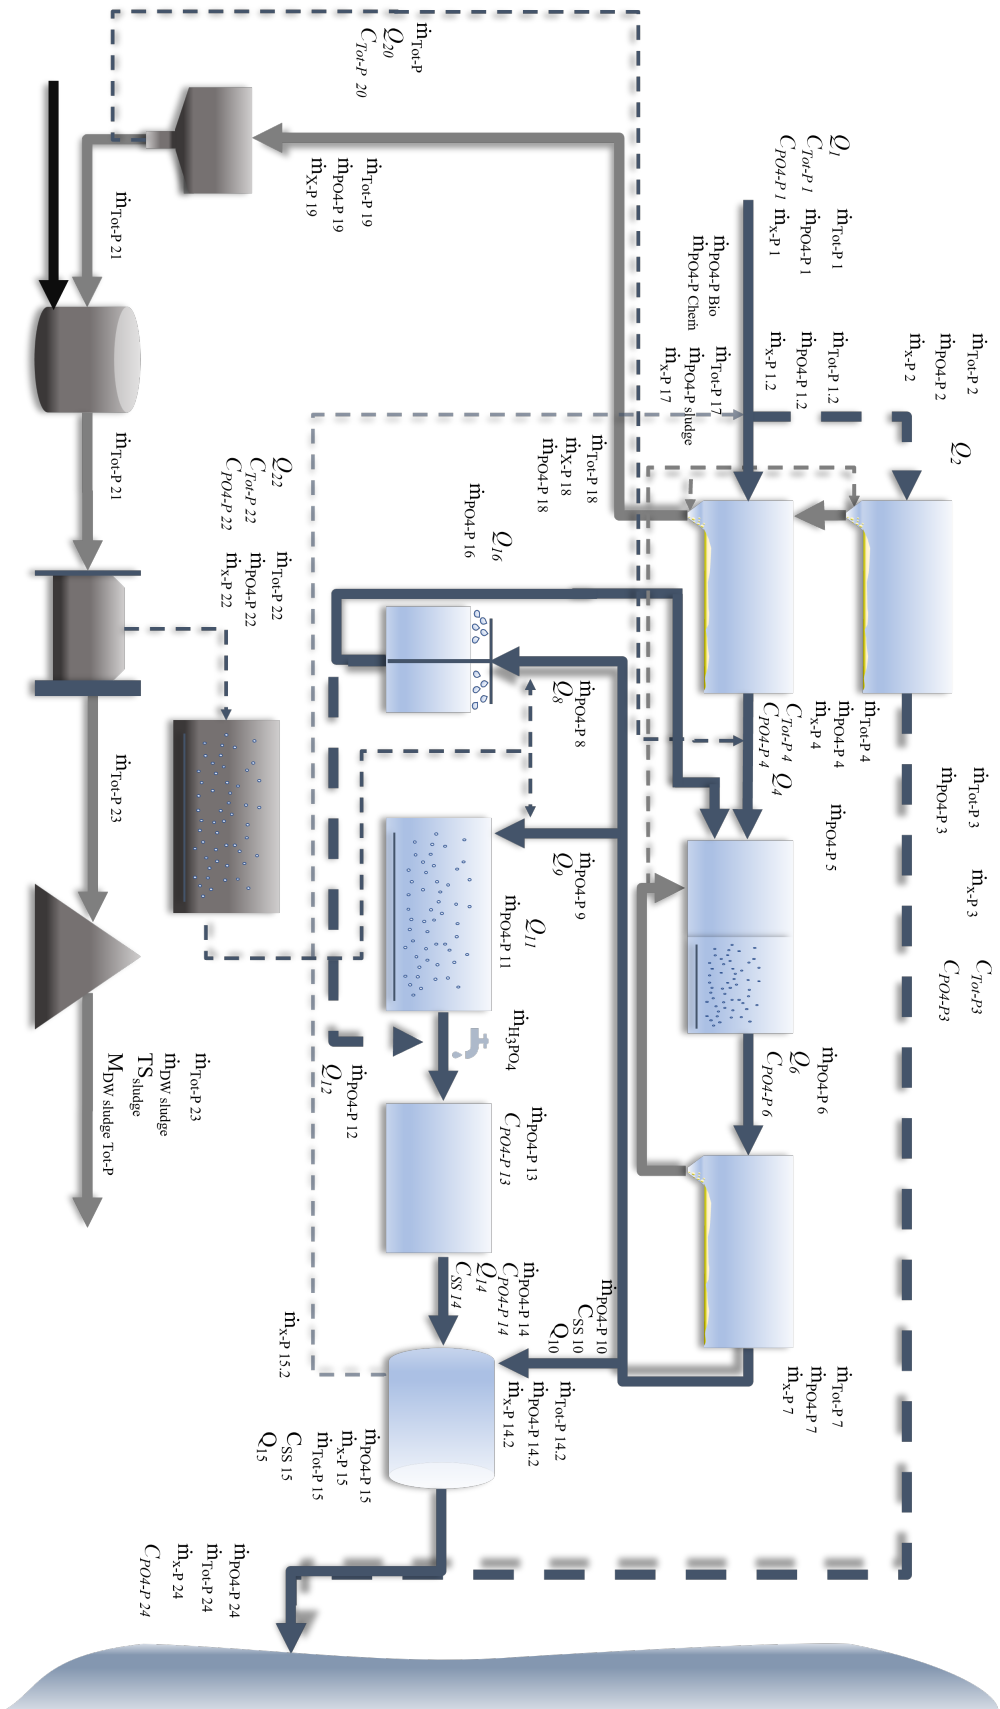 ṁTot-P 2
ṁPO4-P 2
ṁx-P 2
Q2
ṁTot-P 3
ṁPO4-P 3
ṁx-P 3
CTot-P3
CPO4-P3
Q1
CTot-P 1
CPO4-P 1
ṁTot-P 1
ṁPO4-P 1
ṁx-P 1
ṁTot-P 1.2
ṁPO4-P 1.2
ṁx-P 1.2
ṁPO4-P Bio
ṁPO4-P Chem
ṁTot-P 17
ṁPO4-P sludge
ṁx-P 17
ṁTot-P 4
ṁPO4-P 4
ṁx-P 4
CTot-P 4
CPO4-P 4
Q4
ṁPO4-P 5
ṁPO4-P 6
Q6
CPO4-P 6
ṁTot-P 7
ṁPO4-P 7
ṁx-P 7
ṁTot-P 18
ṁX-P 18
ṁPO4-P 18
Q16
ṁPO4-P 16
ṁPO4-P 8
Q8
ṁPO4-P 9
Q9
Q11
ṁPO4-P 11
ṁH3PO4
ṁPO4-P 12
Q12
ṁPO4-P 13
CPO4-P 13
ṁPO4-P 14
CPO4-P 14
Q14
CSS 14
ṁPO4-P 10
CSS 10
Q10
ṁTot-P 14.2
ṁPO4-P 14.2
ṁx-P 14.2
ṁx-P 15.2
ṁPO4-P 15
ṁx-P 15
ṁTot-P 15
CSS 15
Q15
ṁPO4-P 24
ṁTot-P 24
ṁx-P 24
CPO4-P 24
ṁTot-P
Q20
CTot-P 20
ṁTot-P 19
ṁPO4-P 19
ṁX-P 19
ṁTot-P 21
ṁTot-P 21
Q22
CTot-P 22
CPO4-P 22
ṁTot-P 22
ṁPO4-P 22
ṁx-P 22
ṁTot-P 23
ṁTot-P 23
ṁDW sludge
TSsludge
MDW sludge Tot-P